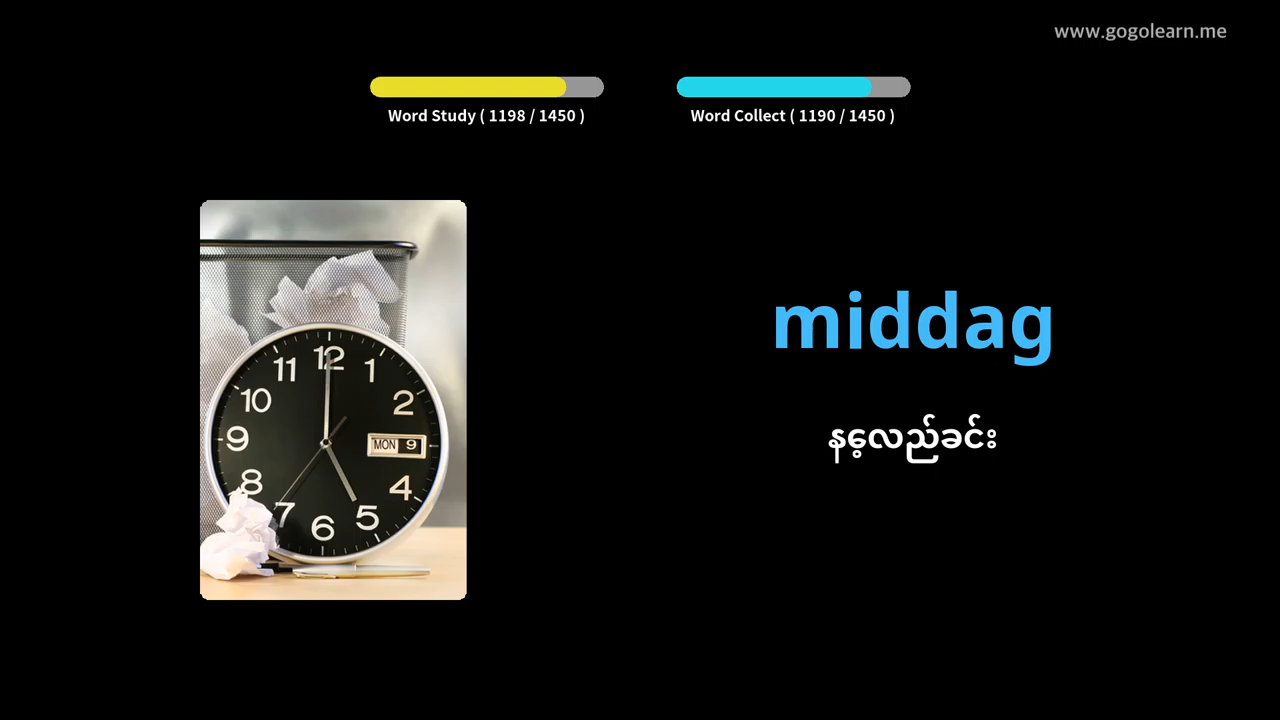 www.gogolearn.me
Word Study ( 1198 / 1450 )
Word Collect ( 1190 / 1450 )
12
11
1
10
2
9
MON 9
8
4
7
5
6
middag
နေ့လည်ခင်း